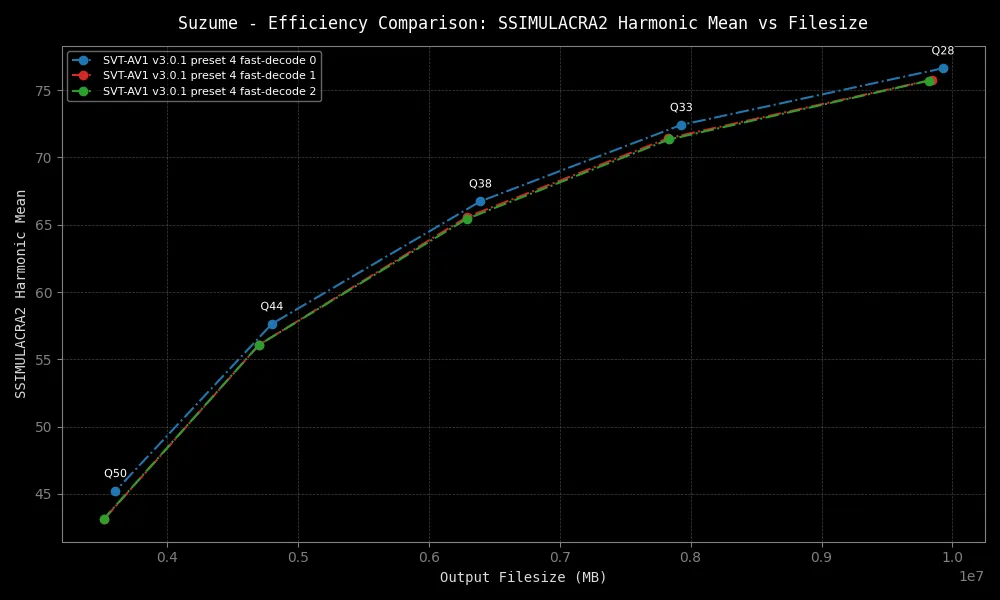 Suzume - Efficiency Comparison: SSIMULACRA2 Harmonic Mean vs Filesize
SVT-AV1 v3.0.1 preset 4 fast-decode 0
SVT-AV1 v3.0.1 preset 4 fast-decode 1
SVT-AV1 v3.0.1 preset 4 fast-decode 2
Q28
Q33
Q38
Q44
Q50
SSIMULACRA2 Harmonic Mean
75
70
65
60
55
50
45
0.4 0.5 0.6 0.7 0.8 0.9 1.0
1e7
Output Filesize (MB)